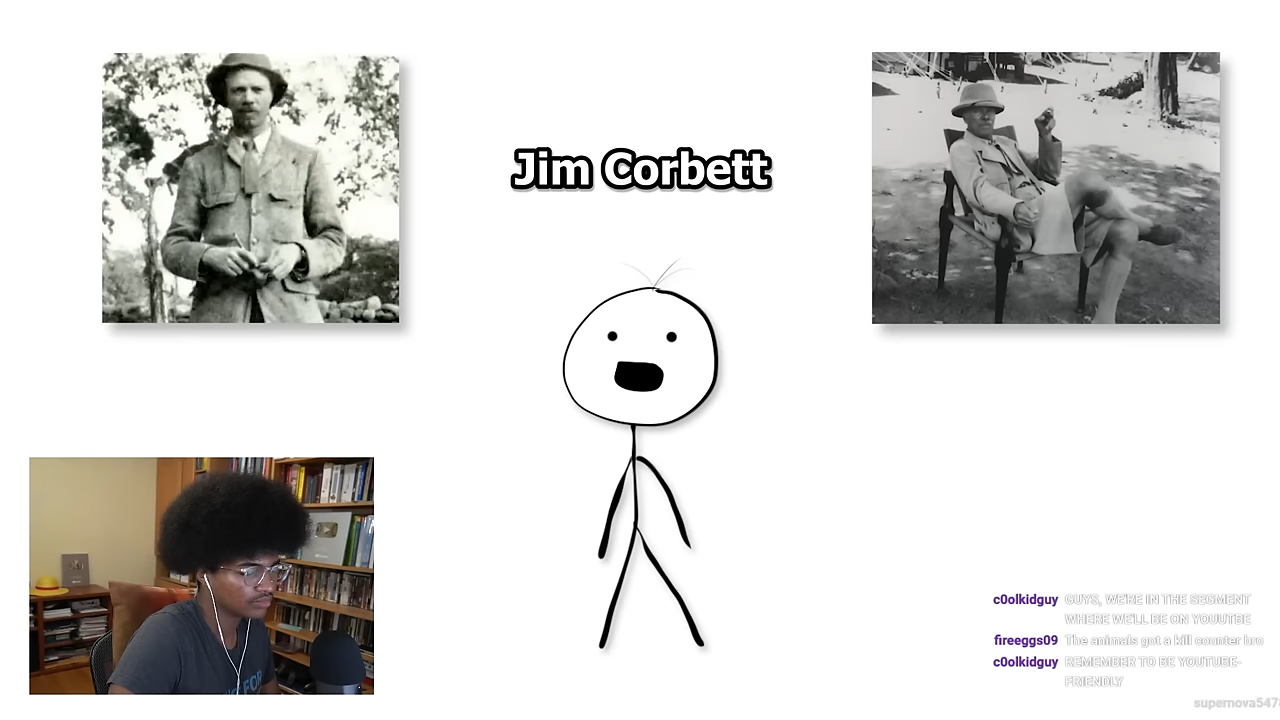 Jim Corbett
c0olkidguy GUYS, WE'RE IN THE SEGMENT
WHERE WE'LL BE ON YOUUTBE
fireeggs09 The animals got a kill counter bro
c0olkidguy REMEMBER TO BE YOUTUBE-
FRIENDLY
supernova547